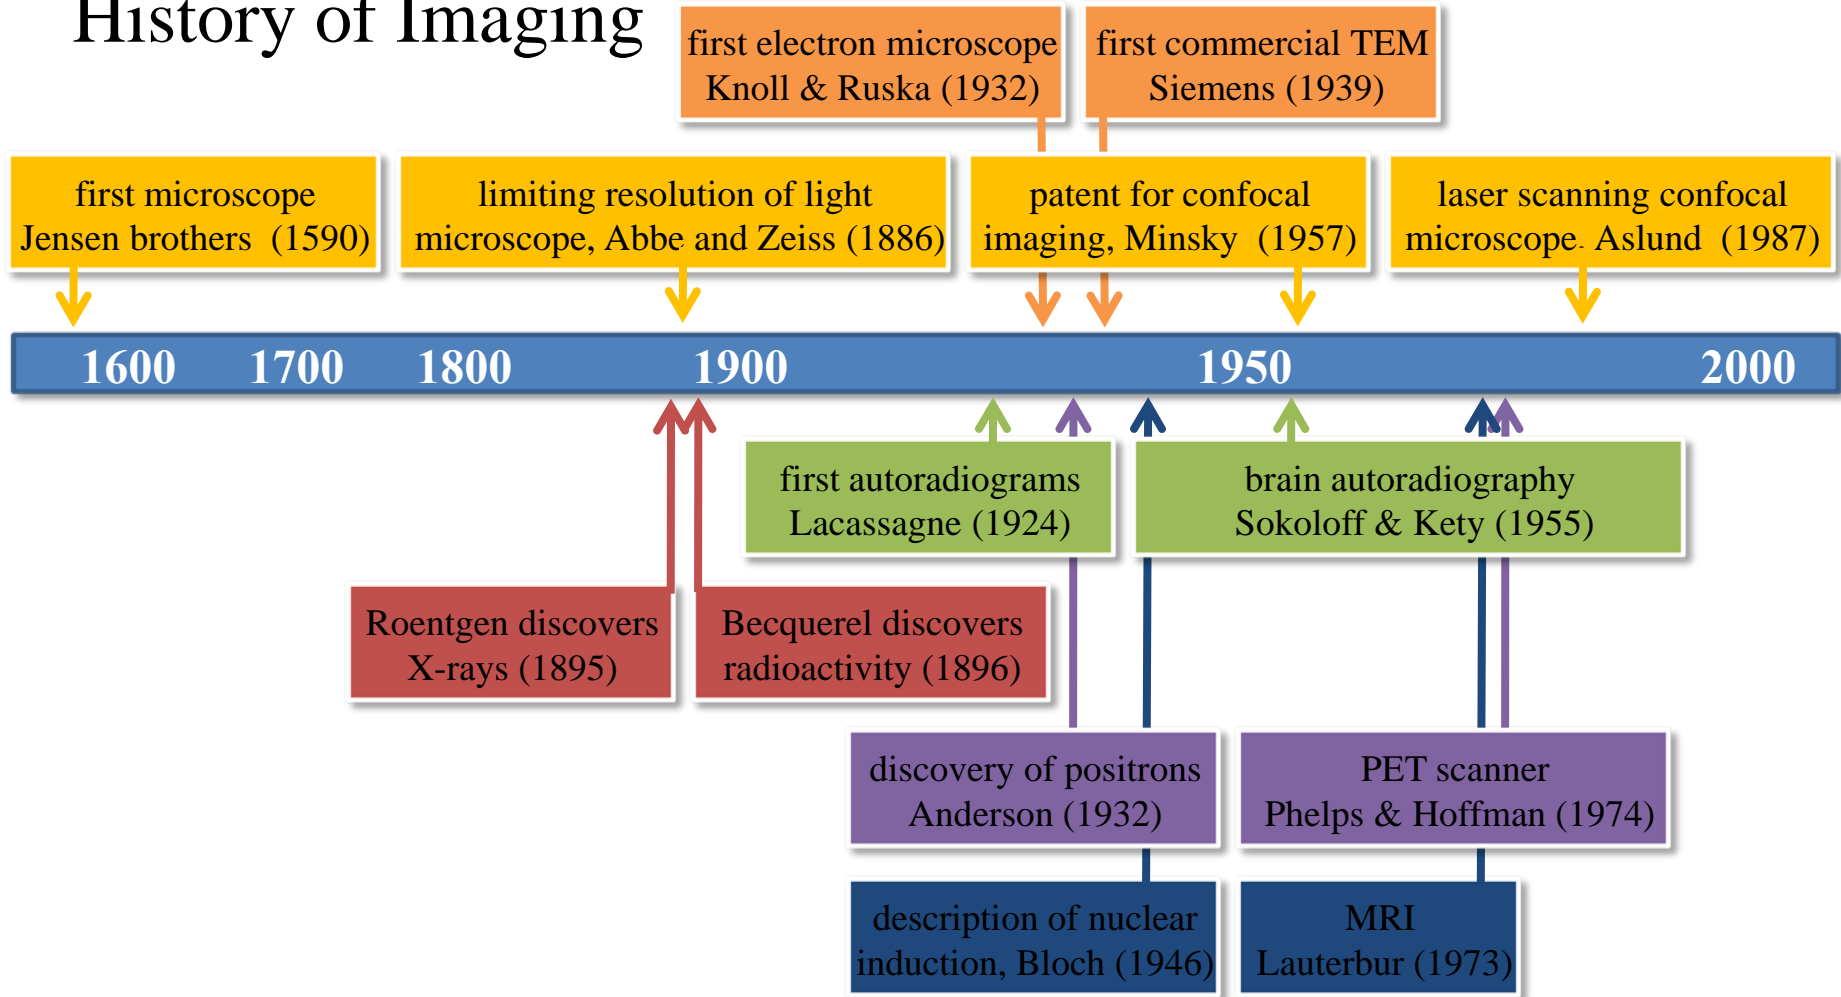 History of Imaging
first electron microscope
Knoll & Ruska (1932)
first commercial TEM
Siemens (1939)
first microscope
Jensen brothers (1590)
limiting resolution of light
microscope, Abbe and Zeiss (1886)
patent for confocal
imaging, Minsky (1957)
laser scanning confocal
microscope. Aslund (1987)
1600 1700 1800 1900 1950 2000
first autoradiograms
Lacassagne (1924)
brain autoradiography
Sokoloff & Kety (1955)
Roentgen discovers
X-rays (1895)
Becquerel discovers
radioactivity (1896)
discovery of positrons
Anderson (1932)
PET scanner
Phelps & Hoffman (1974)
description of nuclear
induction, Bloch (1946)
MRI
Lauterbur (1973)